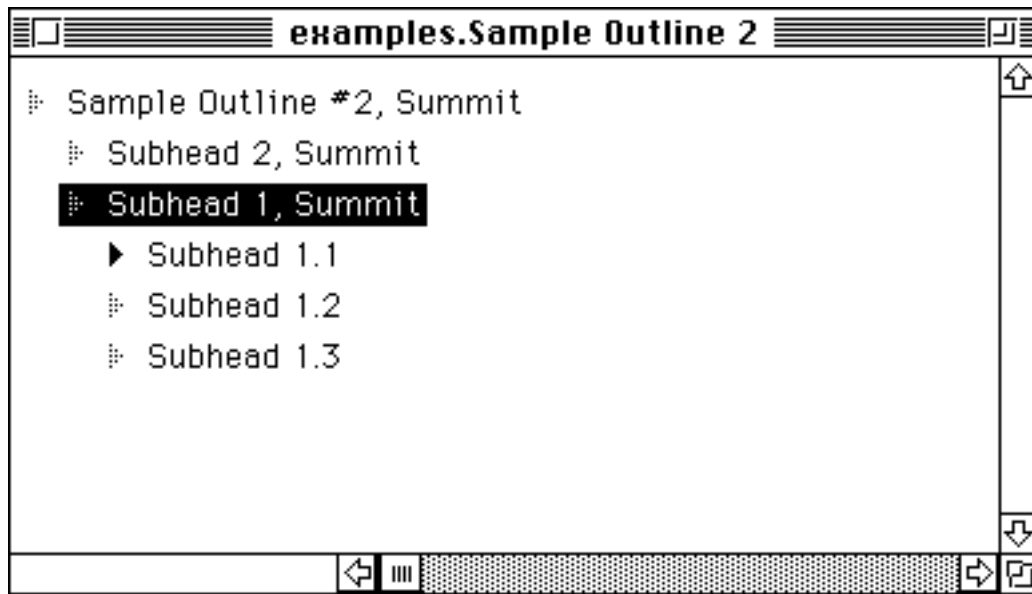 examples.Sample Outline 2
Sample Outline #2, Summit
Subhead 2, Summit
Subhead 1, Summit
Subhead 1.1
Subhead 1.2
Subhead 1.3